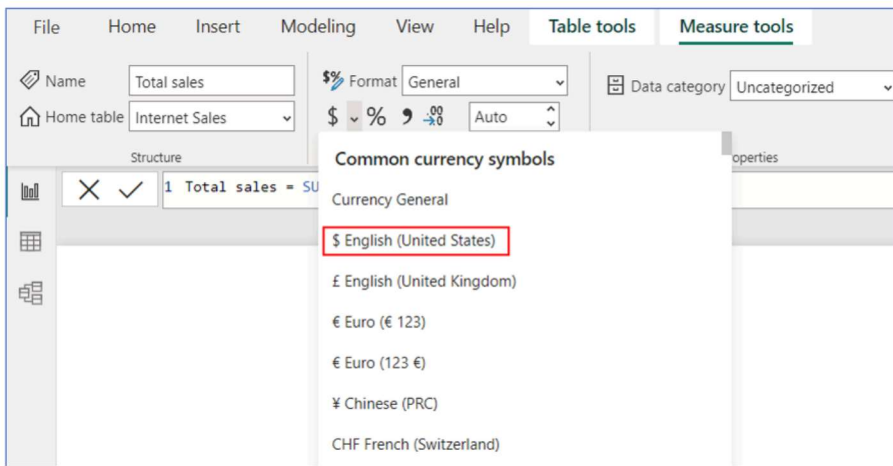 File Home Insert Modeling View Help Table tools Measure tools
Name Total sales
Home table Internet Sales
Structure
$% Format General
$ % , .00 →0 Auto
Data category Uncategorized
operties
1 Total sales = SU
Common currency symbols
Currency General
$ English (United States)
£ English (United Kingdom)
€ Euro (€ 123)
€ Euro (123 €)
¥ Chinese (PRC)
CHF French (Switzerland)